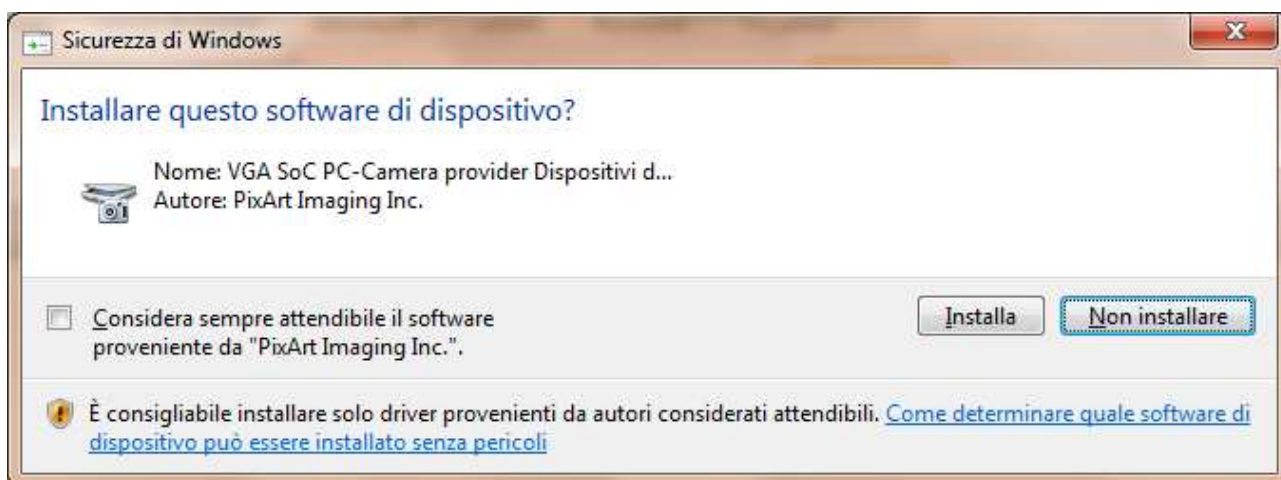 Sicurezza di Windows
Installare questo software di dispositivo?
Nome: VGA SoC PC-Camera provider Dispositivi d...
Autore: PixArt Imaging Inc.
Considera sempre attendibile il software
proveniente da "PixArt Imaging Inc.".
Installa
Non installare
È consigliabile installare solo driver provenienti da autori considerati attendibili. Come determinare quale software di
dispositivo può essere installato senza pericoli